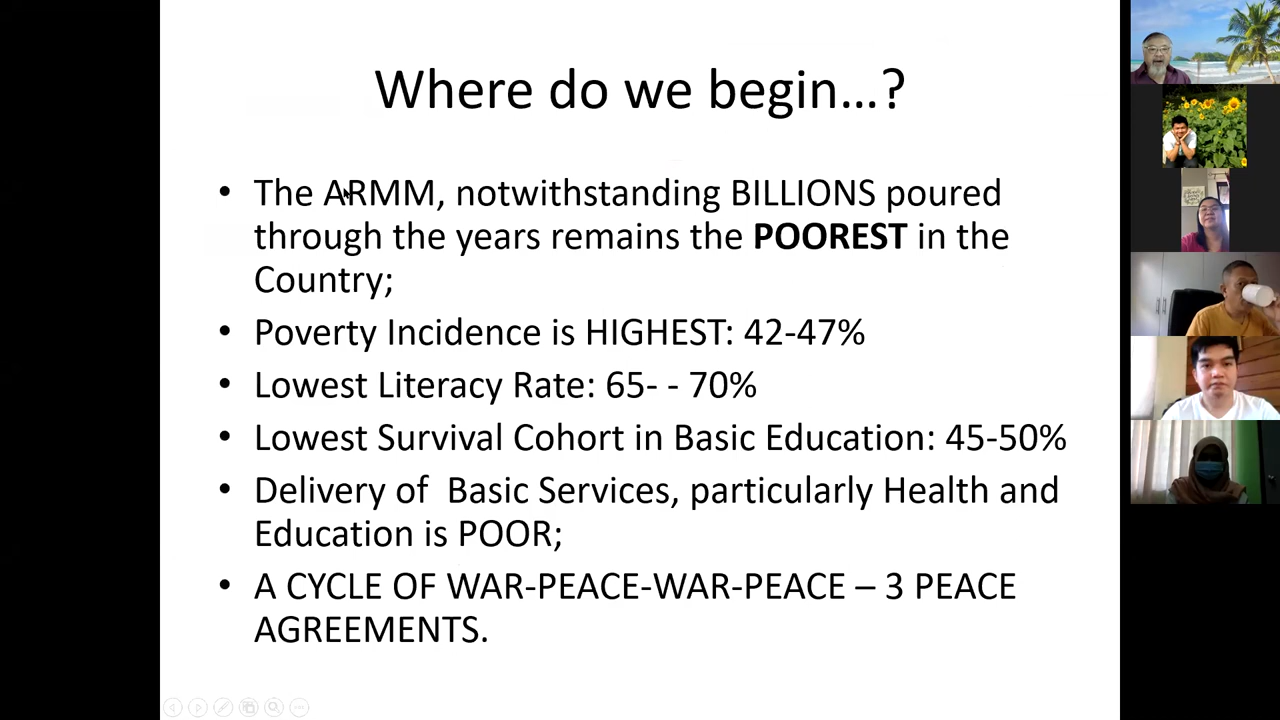 Where do we begin...?
• The ARMM, notwithstanding BILLIONS poured
through the years remains the POOREST in the
Country;
• Poverty Incidence is HIGHEST: 42-47%
• Lowest Literacy Rate: 65- - 70%
• Lowest Survival Cohort in Basic Education: 45-50%
• Delivery of  Basic Services, particularly Health and
Education is POOR;
• A CYCLE OF WAR-PEACE-WAR-PEACE – 3 PEACE
AGREEMENTS.